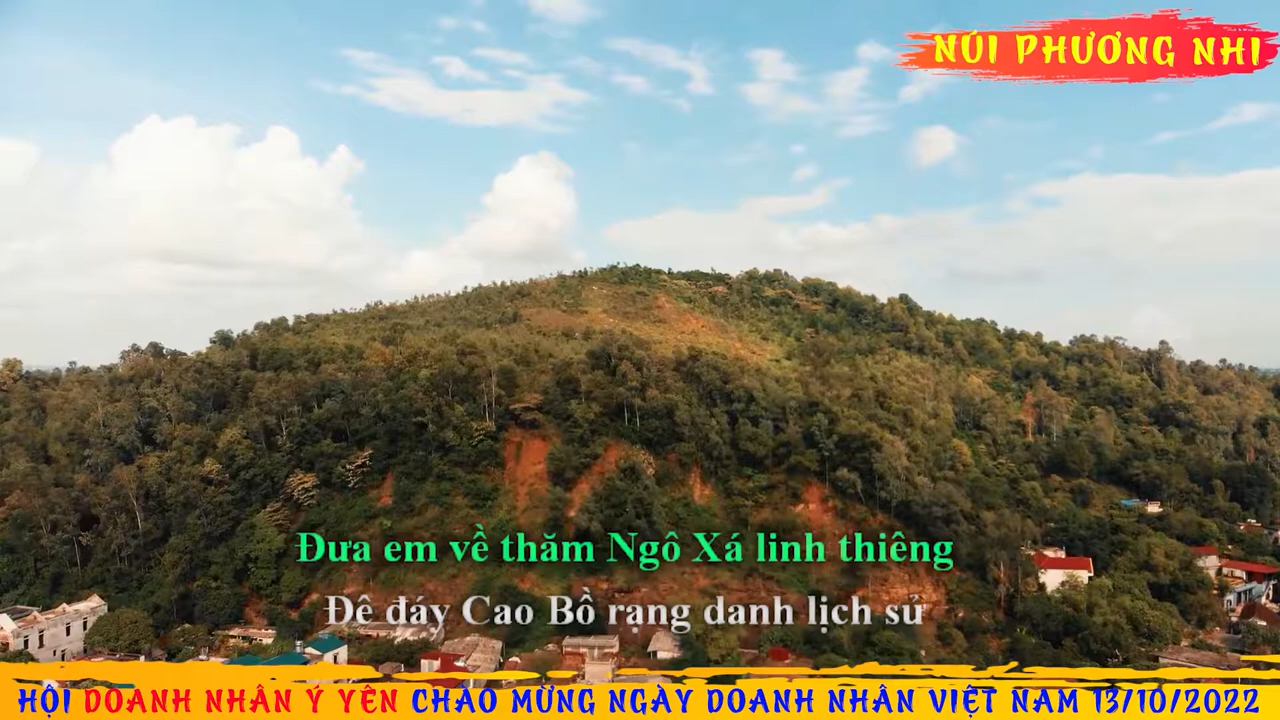 NÚI PHƯƠNG NHI
Đưa em về thăm Ngô Xá linh thiêng
Đê đáy Cao Bồ rạng danh lịch sử
HỘI DOANH NHÂN Ý YÊN CHÀO MỪNG NGÀY DOANH NHÂN VIỆT NAM 13/10/2022